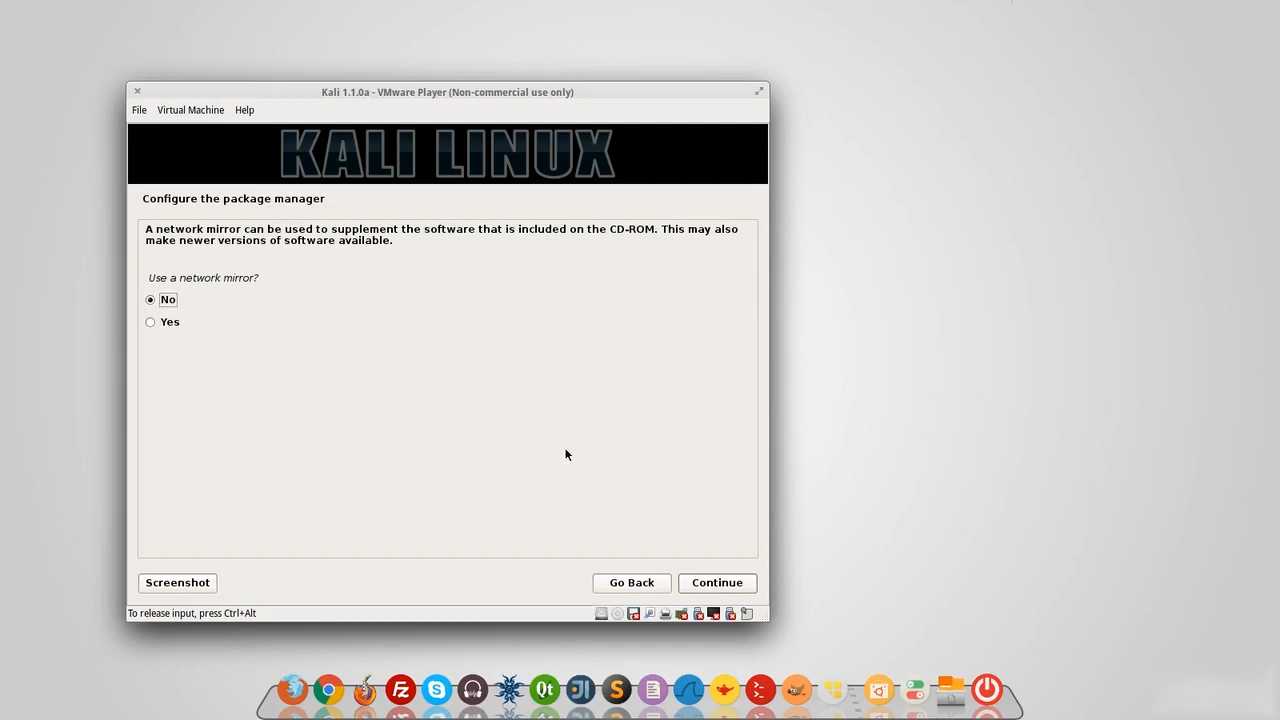 Kali 1.1.0a - VMware Player (Non-commercial use only)
File Virtual Machine Help
KALI LINUX
Configure the package manager
A network mirror can be used to supplement the software that is included on the CD-ROM. This may also
make newer versions of software available.
Use a network mirror?
No
Yes
Screenshot Go Back Continue
To release input, press Ctrl+Alt
Fz S Qt DI S